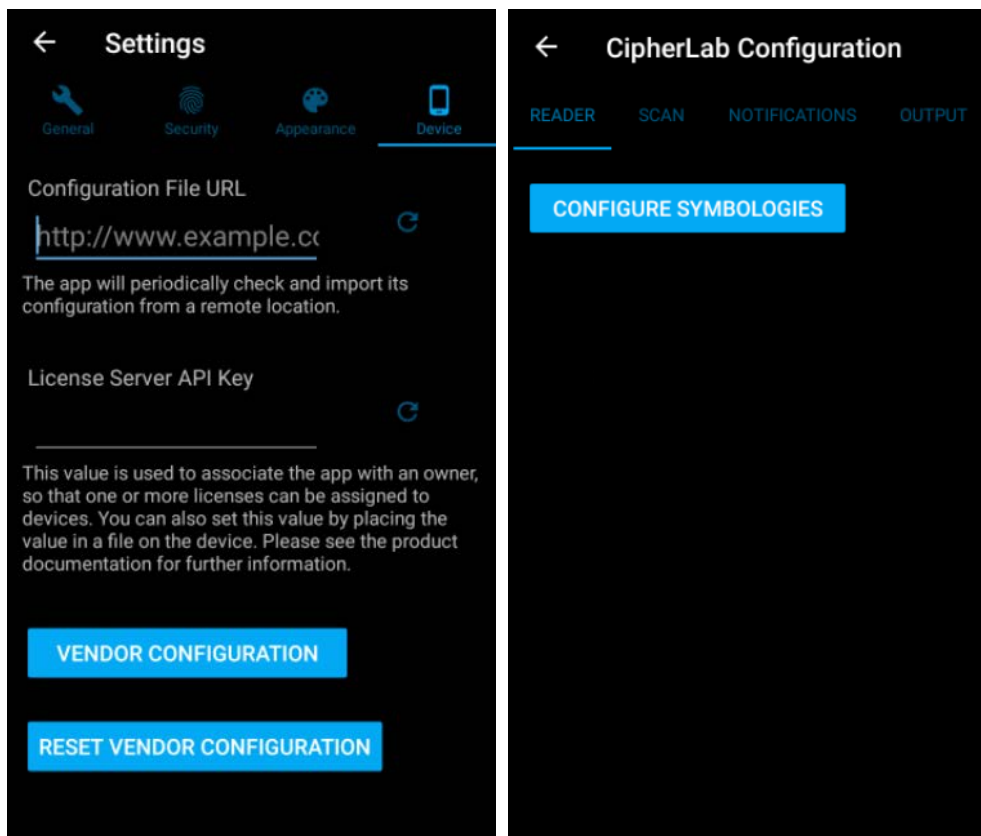 Settings
General
Security
Appearance
Device
Configuration File URL
http://www.example.cc
The app will periodically check and import its
configuration from a remote location.
License Server API Key
This value is used to associate the app with an owner,
so that one or more licenses can be assigned to
devices. You can also set this value by placing the
value in a file on the device. Please see the product
documentation for further information.
VENDOR CONFIGURATION
RESET VENDOR CONFIGURATION
CipherLab Configuration
READER
SCAN
NOTIFICATIONS
OUTPUT
CONFIGURE SYMBOLOGIES